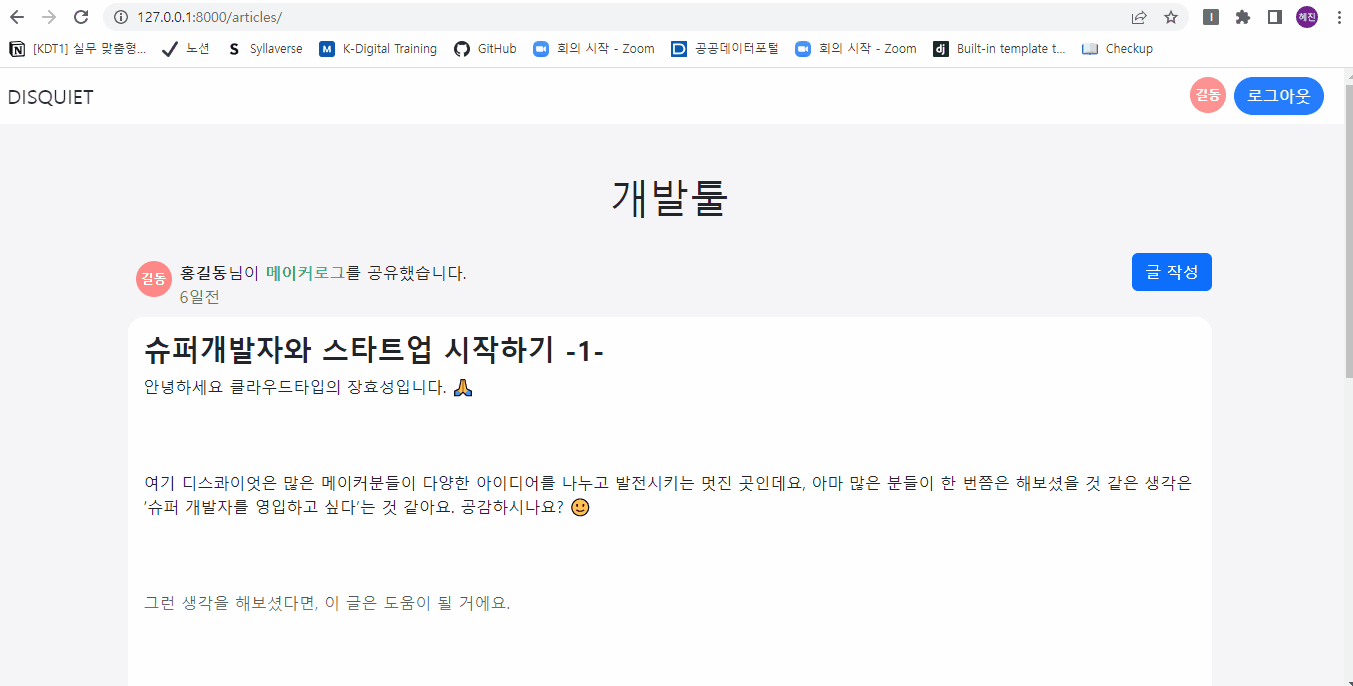 127.0.0.1:8000/articles/
I
혜진
[KDT1] 실무 맞춤형...
노션
S Syllaverse
M K-Digital Training
GitHub
회의 시작 - Zoom
공공데이터포털
회의 시작 - Zoom
dj Built-in template t...
Checkup
DISQUIET
길동
로그아웃
개발툴
길동
홍길동님이 메이커로그를 공유했습니다.
6일전
글 작성
슈퍼개발자와 스타트업 시작하기 -1-
안녕하세요 클라우드타입의 장효성입니다. 🙏
여기 디스콰이엇은 많은 메이커분들이 다양한 아이디어를 나누고 발전시키는 멋진 곳인데요, 아마 많은 분들이 한 번쯤은 해보셨을 것 같은 생각은
‘슈퍼 개발자를 영입하고 싶다’는 것 같아요. 공감하시나요? 🙂
그런 생각을 해보셨다면, 이 글은 도움이 될 거에요.